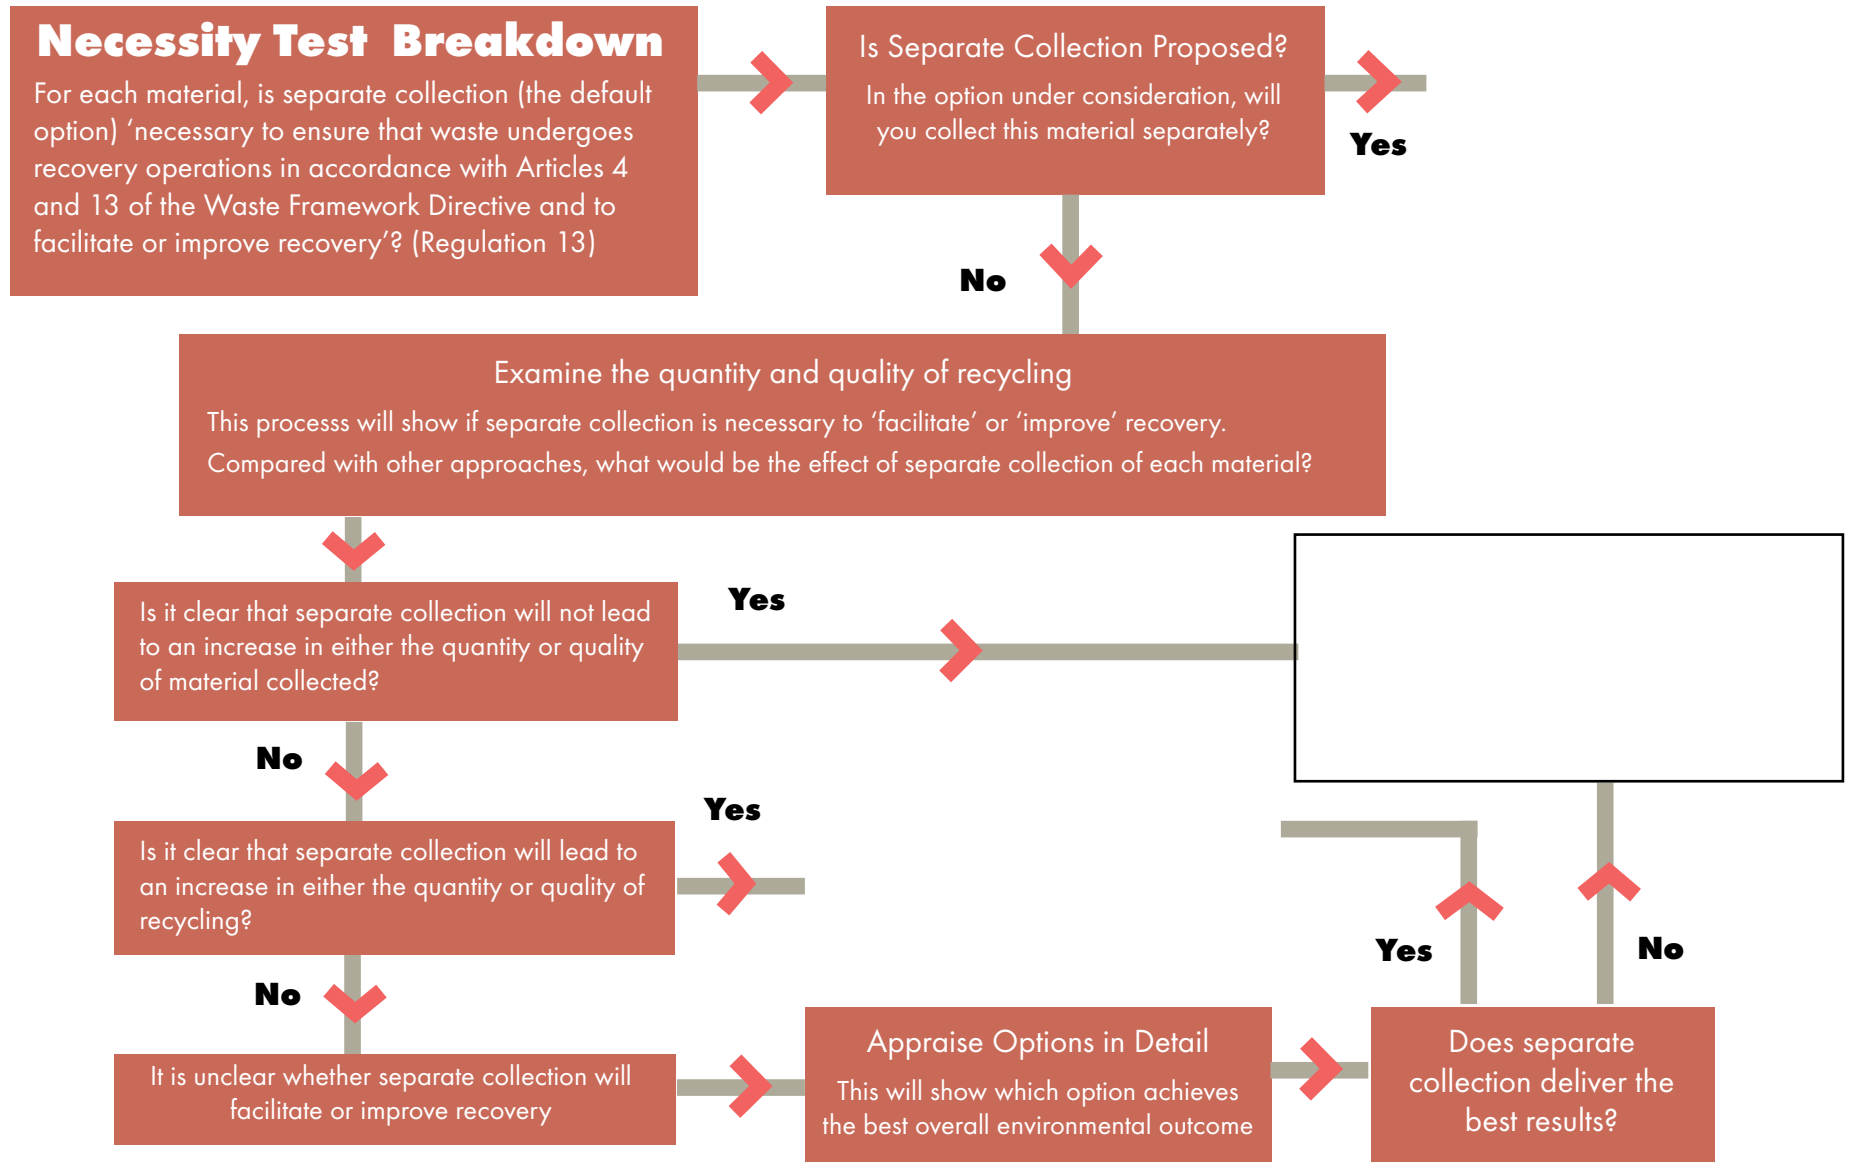 Necessity Test Breakdown
For each material, is separate collection (the default
option) ‘necessary to ensure that waste undergoes
recovery operations in accordance with Articles 4
and 13 of the Waste Framework Directive and to
facilitate or improve recovery’? (Regulation 13)
Is Separate Collection Proposed?
In the option under consideration, will
you collect this material separately?
Yes
No
Examine the quantity and quality of recycling
This processs will show if separate collection is necessary to ‘facilitate’ or ‘improve’ recovery.
Compared with other approaches, what would be the effect of separate collection of each material?
Is it clear that separate collection will not lead
to an increase in either the quantity or quality
of material collected?
Yes
No
Is it clear that separate collection will lead to
an increase in either the quantity or quality of
recycling?
Yes
No
It is unclear whether separate collection will
facilitate or improve recovery
Appraise Options in Detail
This will show which option achieves
the best overall environmental outcome
Does separate
collection deliver the
best results?
Yes
No